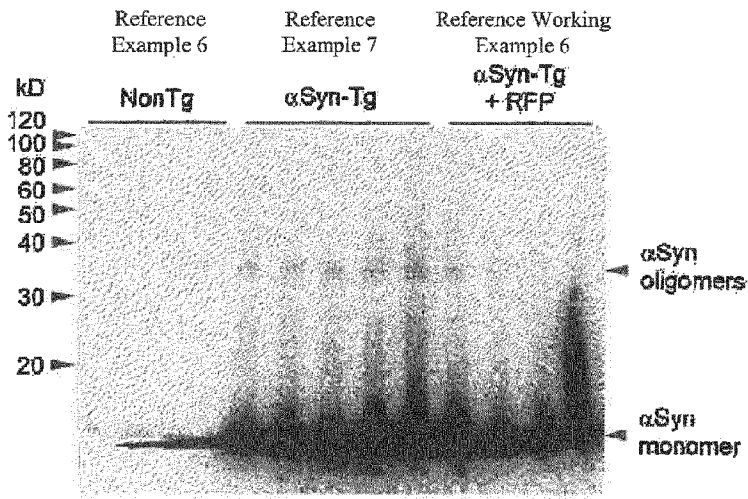 Reference
Example 6
Reference
Example 7
Reference Working
Example 6
kD
NonTg
αSyn-Tg
αSyn-Tg
+ RFP
120
100
80
60
50
40
30
20
αSyn
oligomers
αSyn
monomer